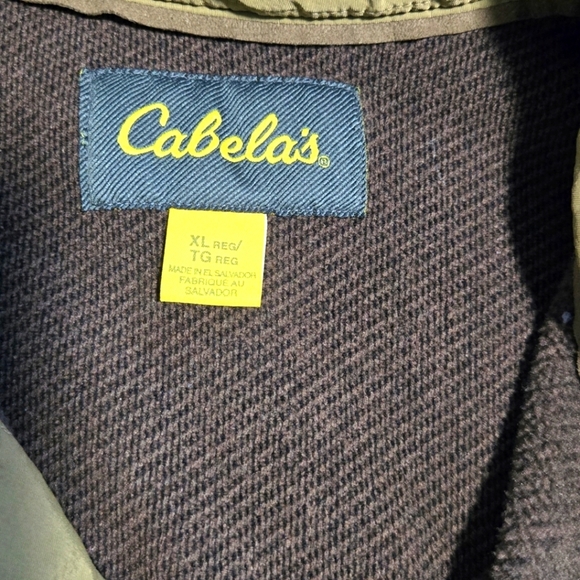 Cabela's®
XL REG/
TG REG
MADE IN EL SALVADOR
FABRIQUE AU
SALVADOR